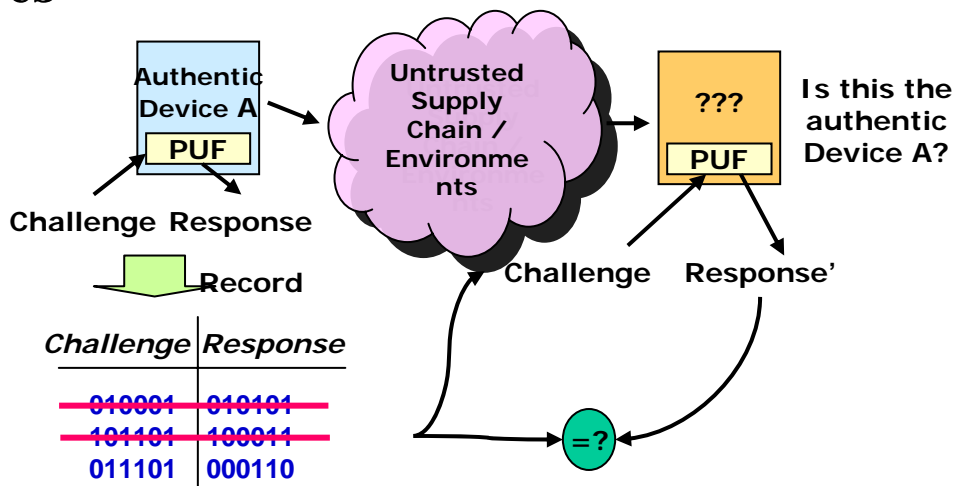 Authentic
Device A
PUF
Challenge Response
Record
Challenge Response
010001 010101
101101 100011
011101 000110
Untrusted
Supply
Chain /
Environme
nts
???
PUF
Is this the
authentic
Device A?
Challenge Response’
=?